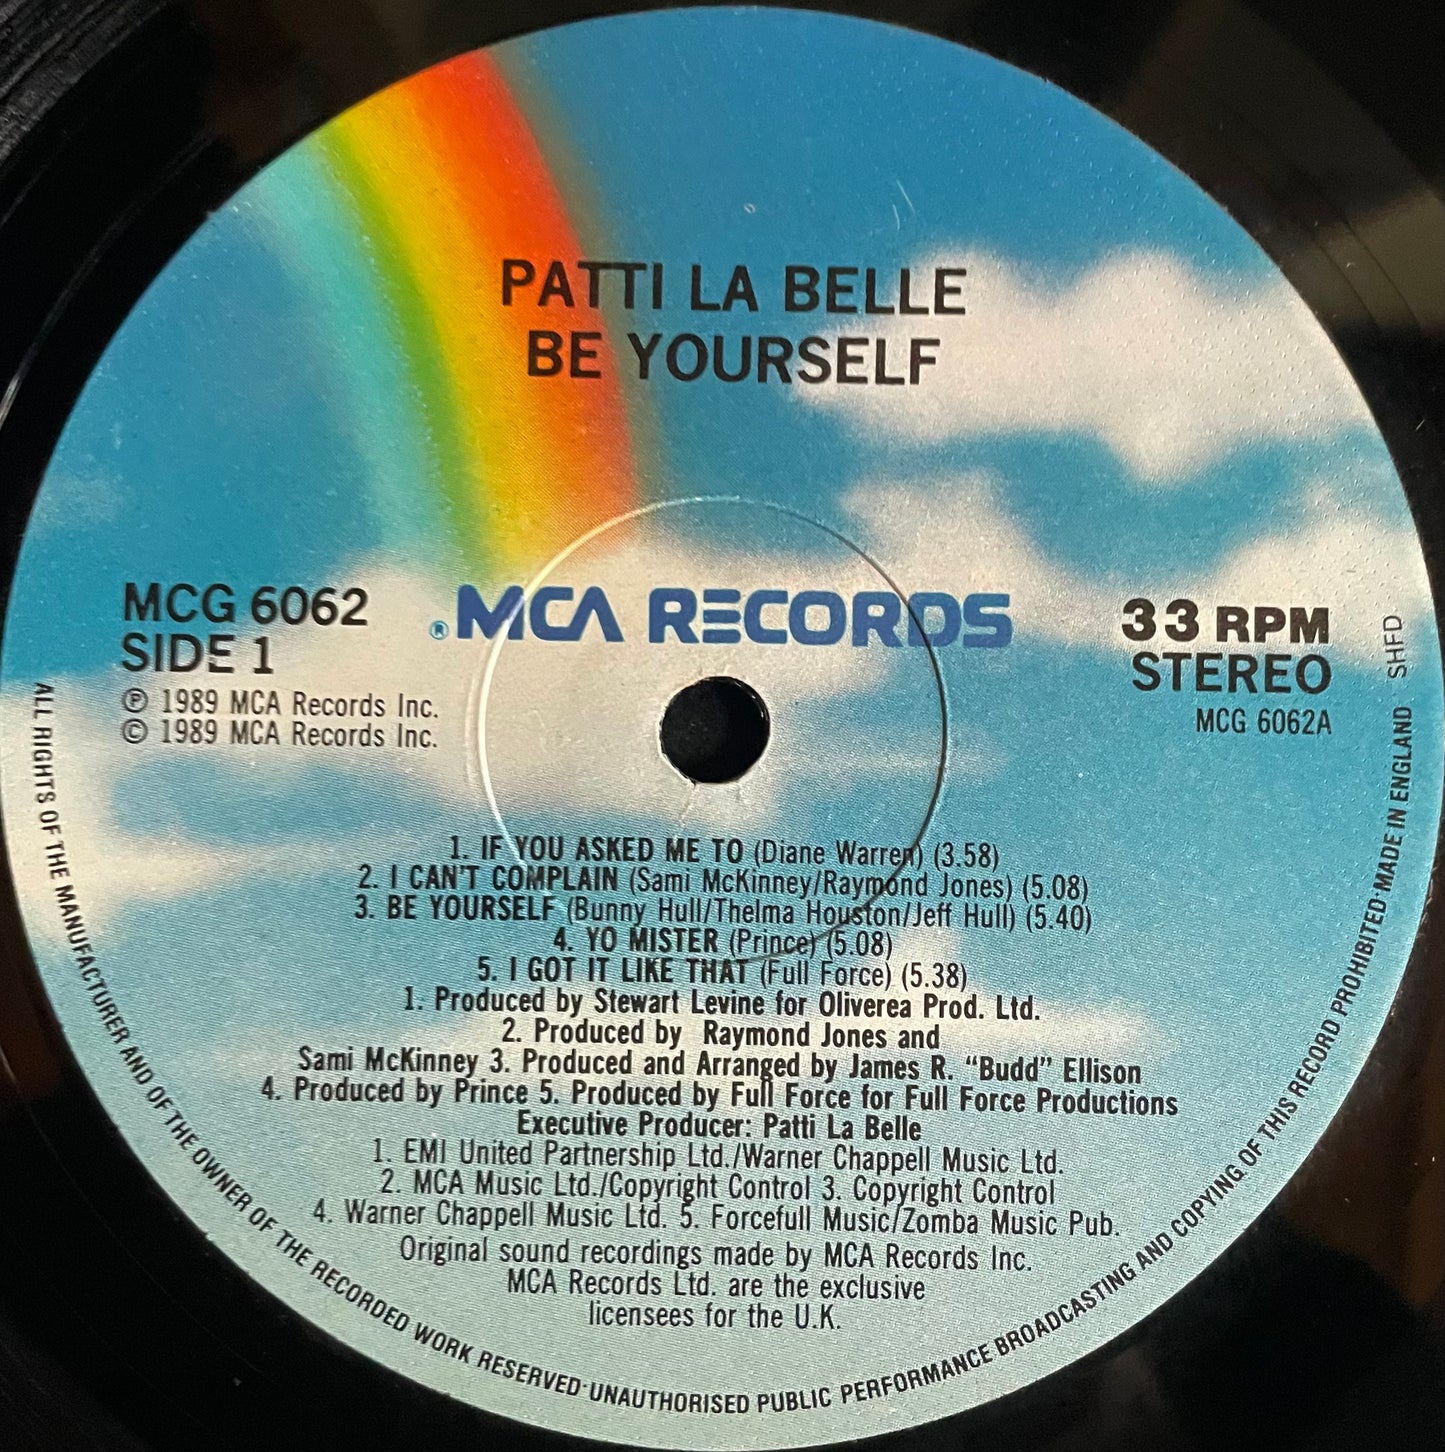 PATTI LA BELLE
BE YOURSELF
MCG 6062
SIDE 1
℗ 1989 MCA Records Inc.
© 1989 MCA Records Inc.
® MCA RECORDS
33 RPM
STEREO
MCG 6062A
1. IF YOU ASKED ME TO (Diane Warren) (3.58)
2. I CAN'T COMPLAIN (Sami McKinney/Raymond Jones) (5.08)
3. BE YOURSELF (Bunny Hull/Thelma Houston/Jeff Hull) (5.40)
4. YO MISTER (Prince) (5.08)
5. I GOT IT LIKE THAT (Full Force) (5.38)
1. Produced by Stewart Levine for Oliverea Prod. Ltd.
2. Produced by Raymond Jones and
Sami McKinney 3. Produced and Arranged by James R. "Budd" Ellison
4. Produced by Prince 5. Produced by Full Force for Full Force Productions
Executive Producer: Patti La Belle
1. EMI United Partnership Ltd./Warner Chappell Music Ltd.
2. MCA Music Ltd./Copyright Control 3. Copyright Control
4. Warner Chappell Music Ltd. 5. Forcefull Music/Zomba Music Pub.
Original sound recordings made by MCA Records Inc.
MCA Records Ltd. are the exclusive
licensees for the U.K.
ALL RIGHTS OF THE MANUFACTURER AND OF THE OWNER OF THE RECORDED WORK RESERVED·UNAUTHORISED PUBLIC PERFORMANCE BROADCASTING AND COPYING OF THIS RECORD PROHIBITED·MADE IN ENGLAND SHFD